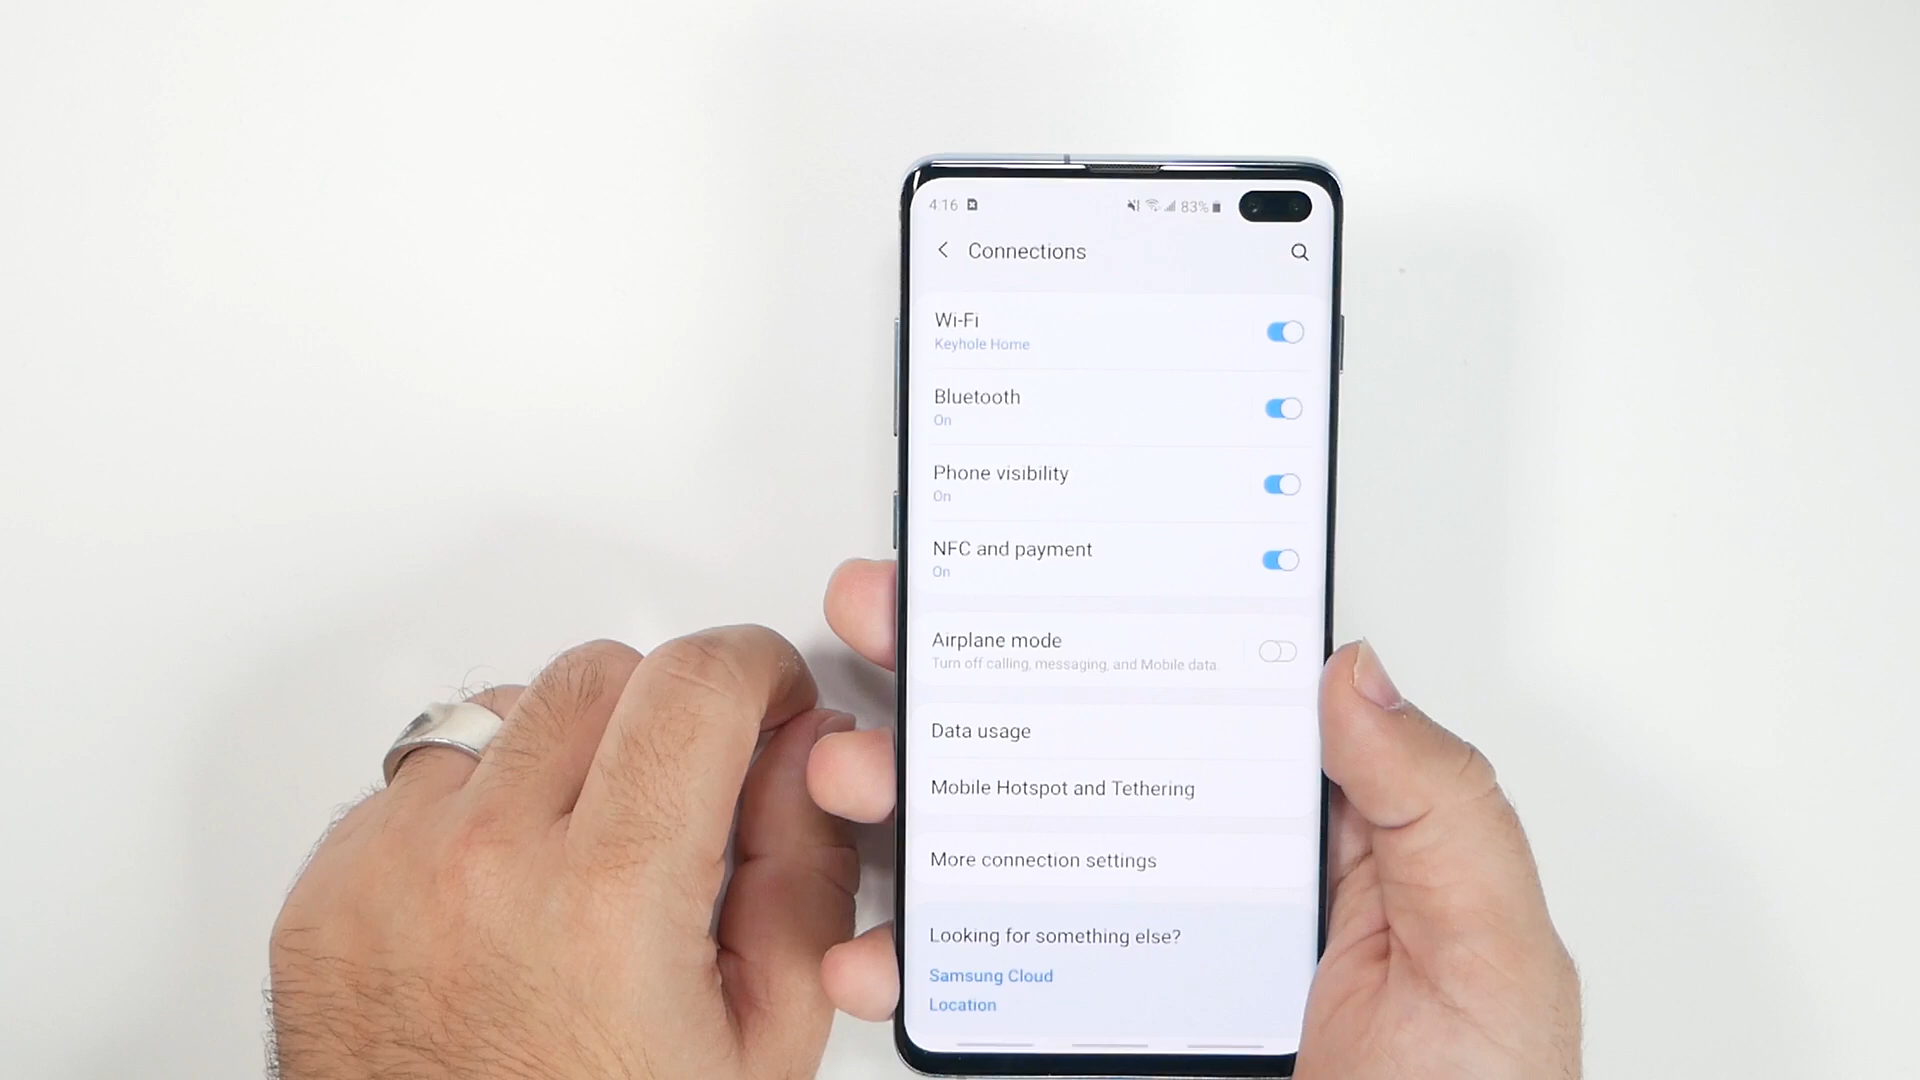 4:16 83%
Connections
Wi-Fi
Keyhole Home
Bluetooth
On
Phone visibility
On
NFC and payment
On
Airplane mode
Turn off calling, messaging, and Mobile data.
Data usage
Mobile Hotspot and Tethering
More connection settings
Looking for something else?
Samsung Cloud
Location